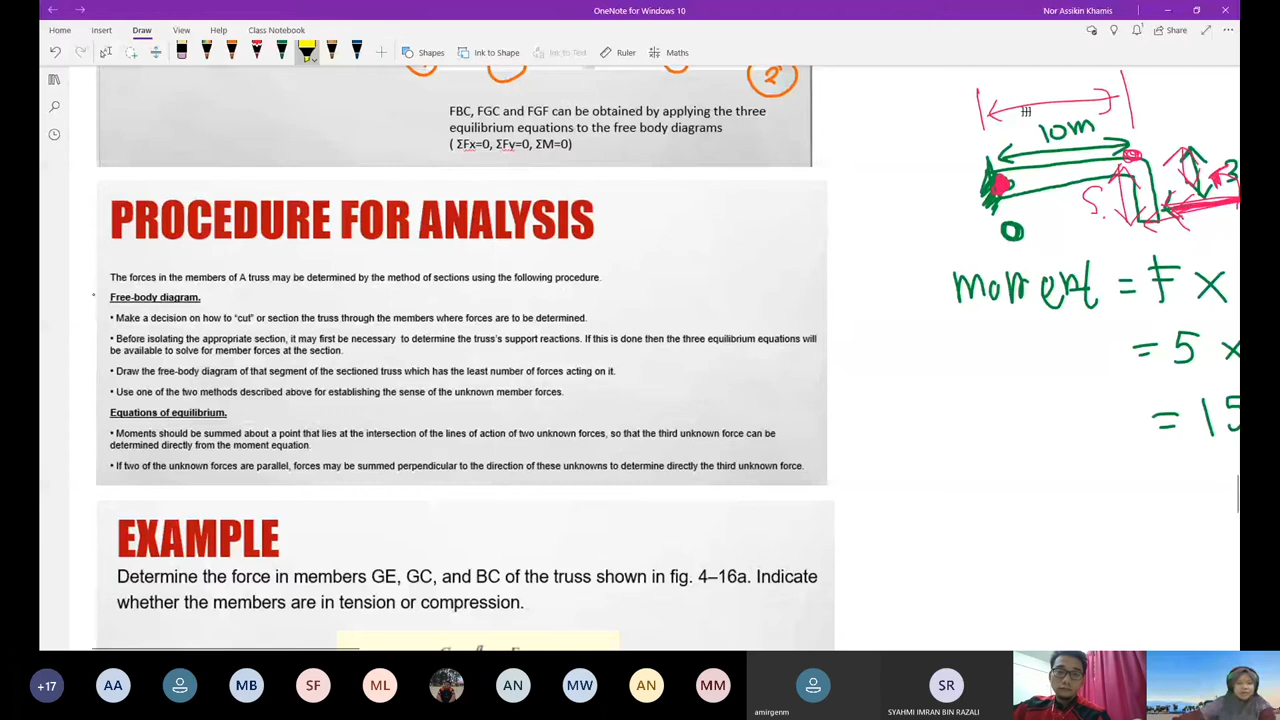 OneNote for Windows 10
Nor Assikin Khamis
Home Insert Draw View Help Class Notebook
Share
Shapes Ink to Shape Ink to Text Ruler Maths
2
FBC, FGC and FGF can be obtained by applying the three
equilibrium equations to the free body diagrams
( ΣFx=0, ΣFy=0, ΣM=0)
10m
3
5.
O
PROCEDURE FOR ANALYSIS
The forces in the members of A truss may be determined by the method of sections using the following procedure.
Free-body diagram.
• Make a decision on how to “cut” or section the truss through the members where forces are to be determined.
• Before isolating the appropriate section, it may first be necessary to determine the truss’s support reactions. If this is done then the three equilibrium equations will
be available to solve for member forces at the section.
• Draw the free-body diagram of that segment of the sectioned truss which has the least number of forces acting on it.
• Use one of the two methods described above for establishing the sense of the unknown member forces.
Equations of equilibrium.
• Moments should be summed about a point that lies at the intersection of the lines of action of two unknown forces, so that the third unknown force can be
determined directly from the moment equation.
• If two of the unknown forces are parallel, forces may be summed perpendicular to the direction of these unknowns to determine directly the third unknown force.
moment = F x
= 5 x
= 15
EXAMPLE
Determine the force in members GE, GC, and BC of the truss shown in fig. 4–16a. Indicate
whether the members are in tension or compression.
+17 AA MB SF ML AN MW AN MM SR
amirgenm SYAHMI IMRAN BIN RAZALI